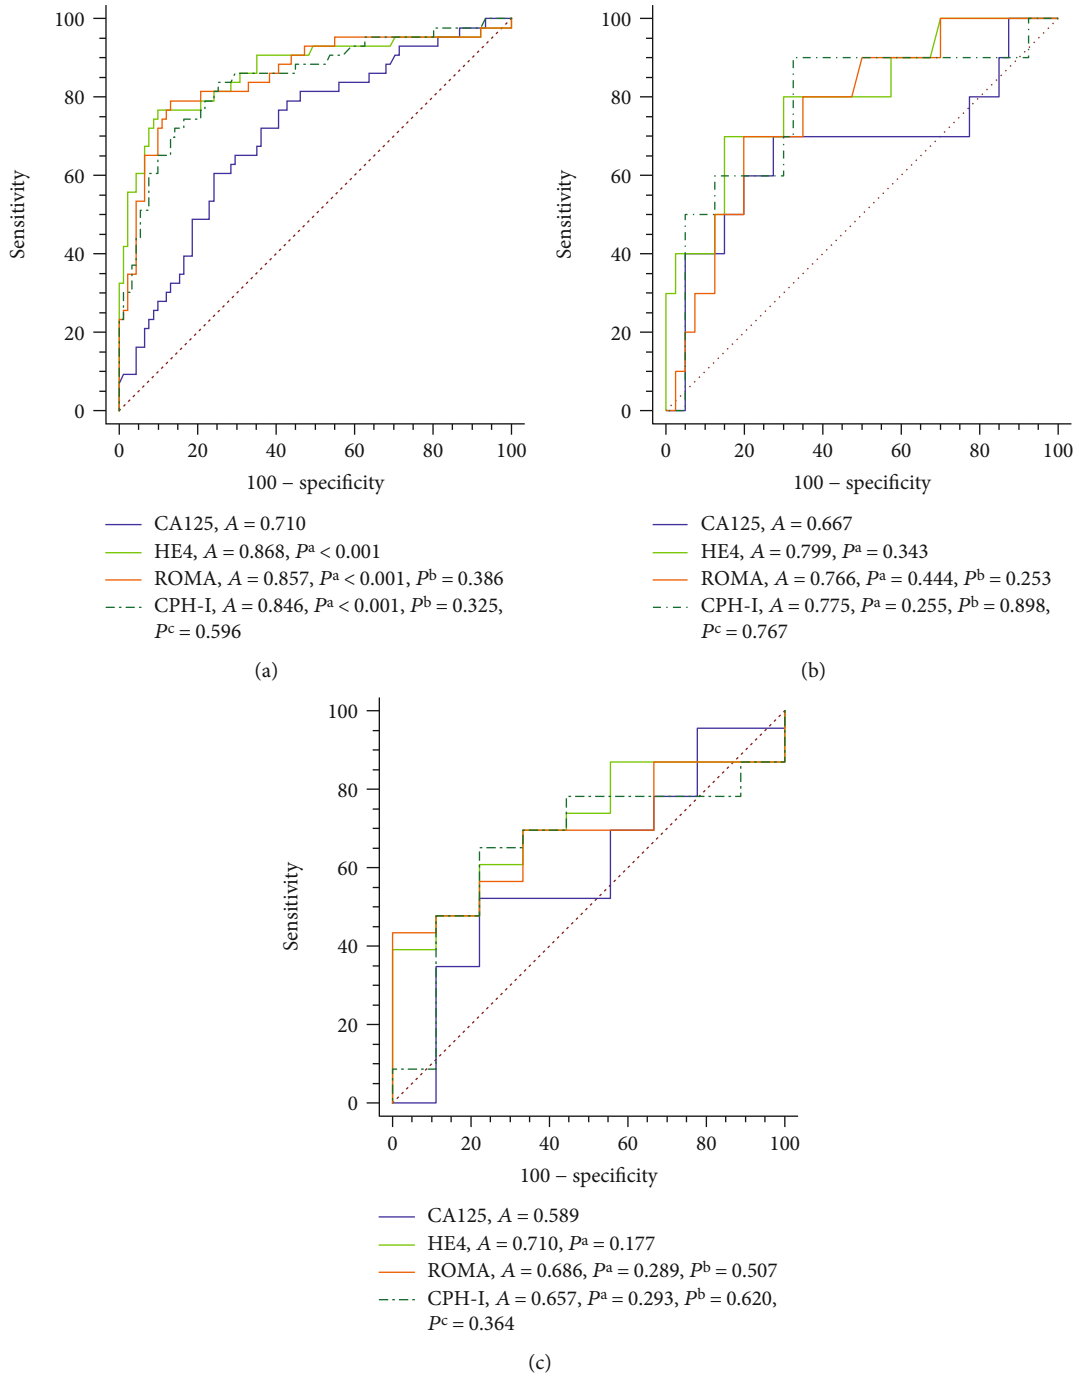 100
80
60
40
20
0
Sensitivity
0 20 40 60 80 100
100 – specificity
CA125, A = 0.710
HE4, A = 0.868, Pᵃ < 0.001
ROMA, A = 0.857, Pᵃ < 0.001, Pᵇ = 0.386
CPH-I, A = 0.846, Pᵃ < 0.001, Pᵇ = 0.325,
Pᶜ = 0.596
(a)
100
80
60
40
20
0
Sensitivity
0 20 40 60 80 100
100 – specificity
CA125, A = 0.667
HE4, A = 0.799, Pᵃ = 0.343
ROMA, A = 0.766, Pᵃ = 0.444, Pᵇ = 0.253
CPH-I, A = 0.775, Pᵃ = 0.255, Pᵇ = 0.898,
Pᶜ = 0.767
(b)
100
80
60
40
20
0
Sensitivity
0 20 40 60 80 100
100 – specificity
CA125, A = 0.589
HE4, A = 0.710, Pᵃ = 0.177
ROMA, A = 0.686, Pᵃ = 0.289, Pᵇ = 0.507
CPH-I, A = 0.657, Pᵃ = 0.293, Pᵇ = 0.620,
Pᶜ = 0.364
(c)